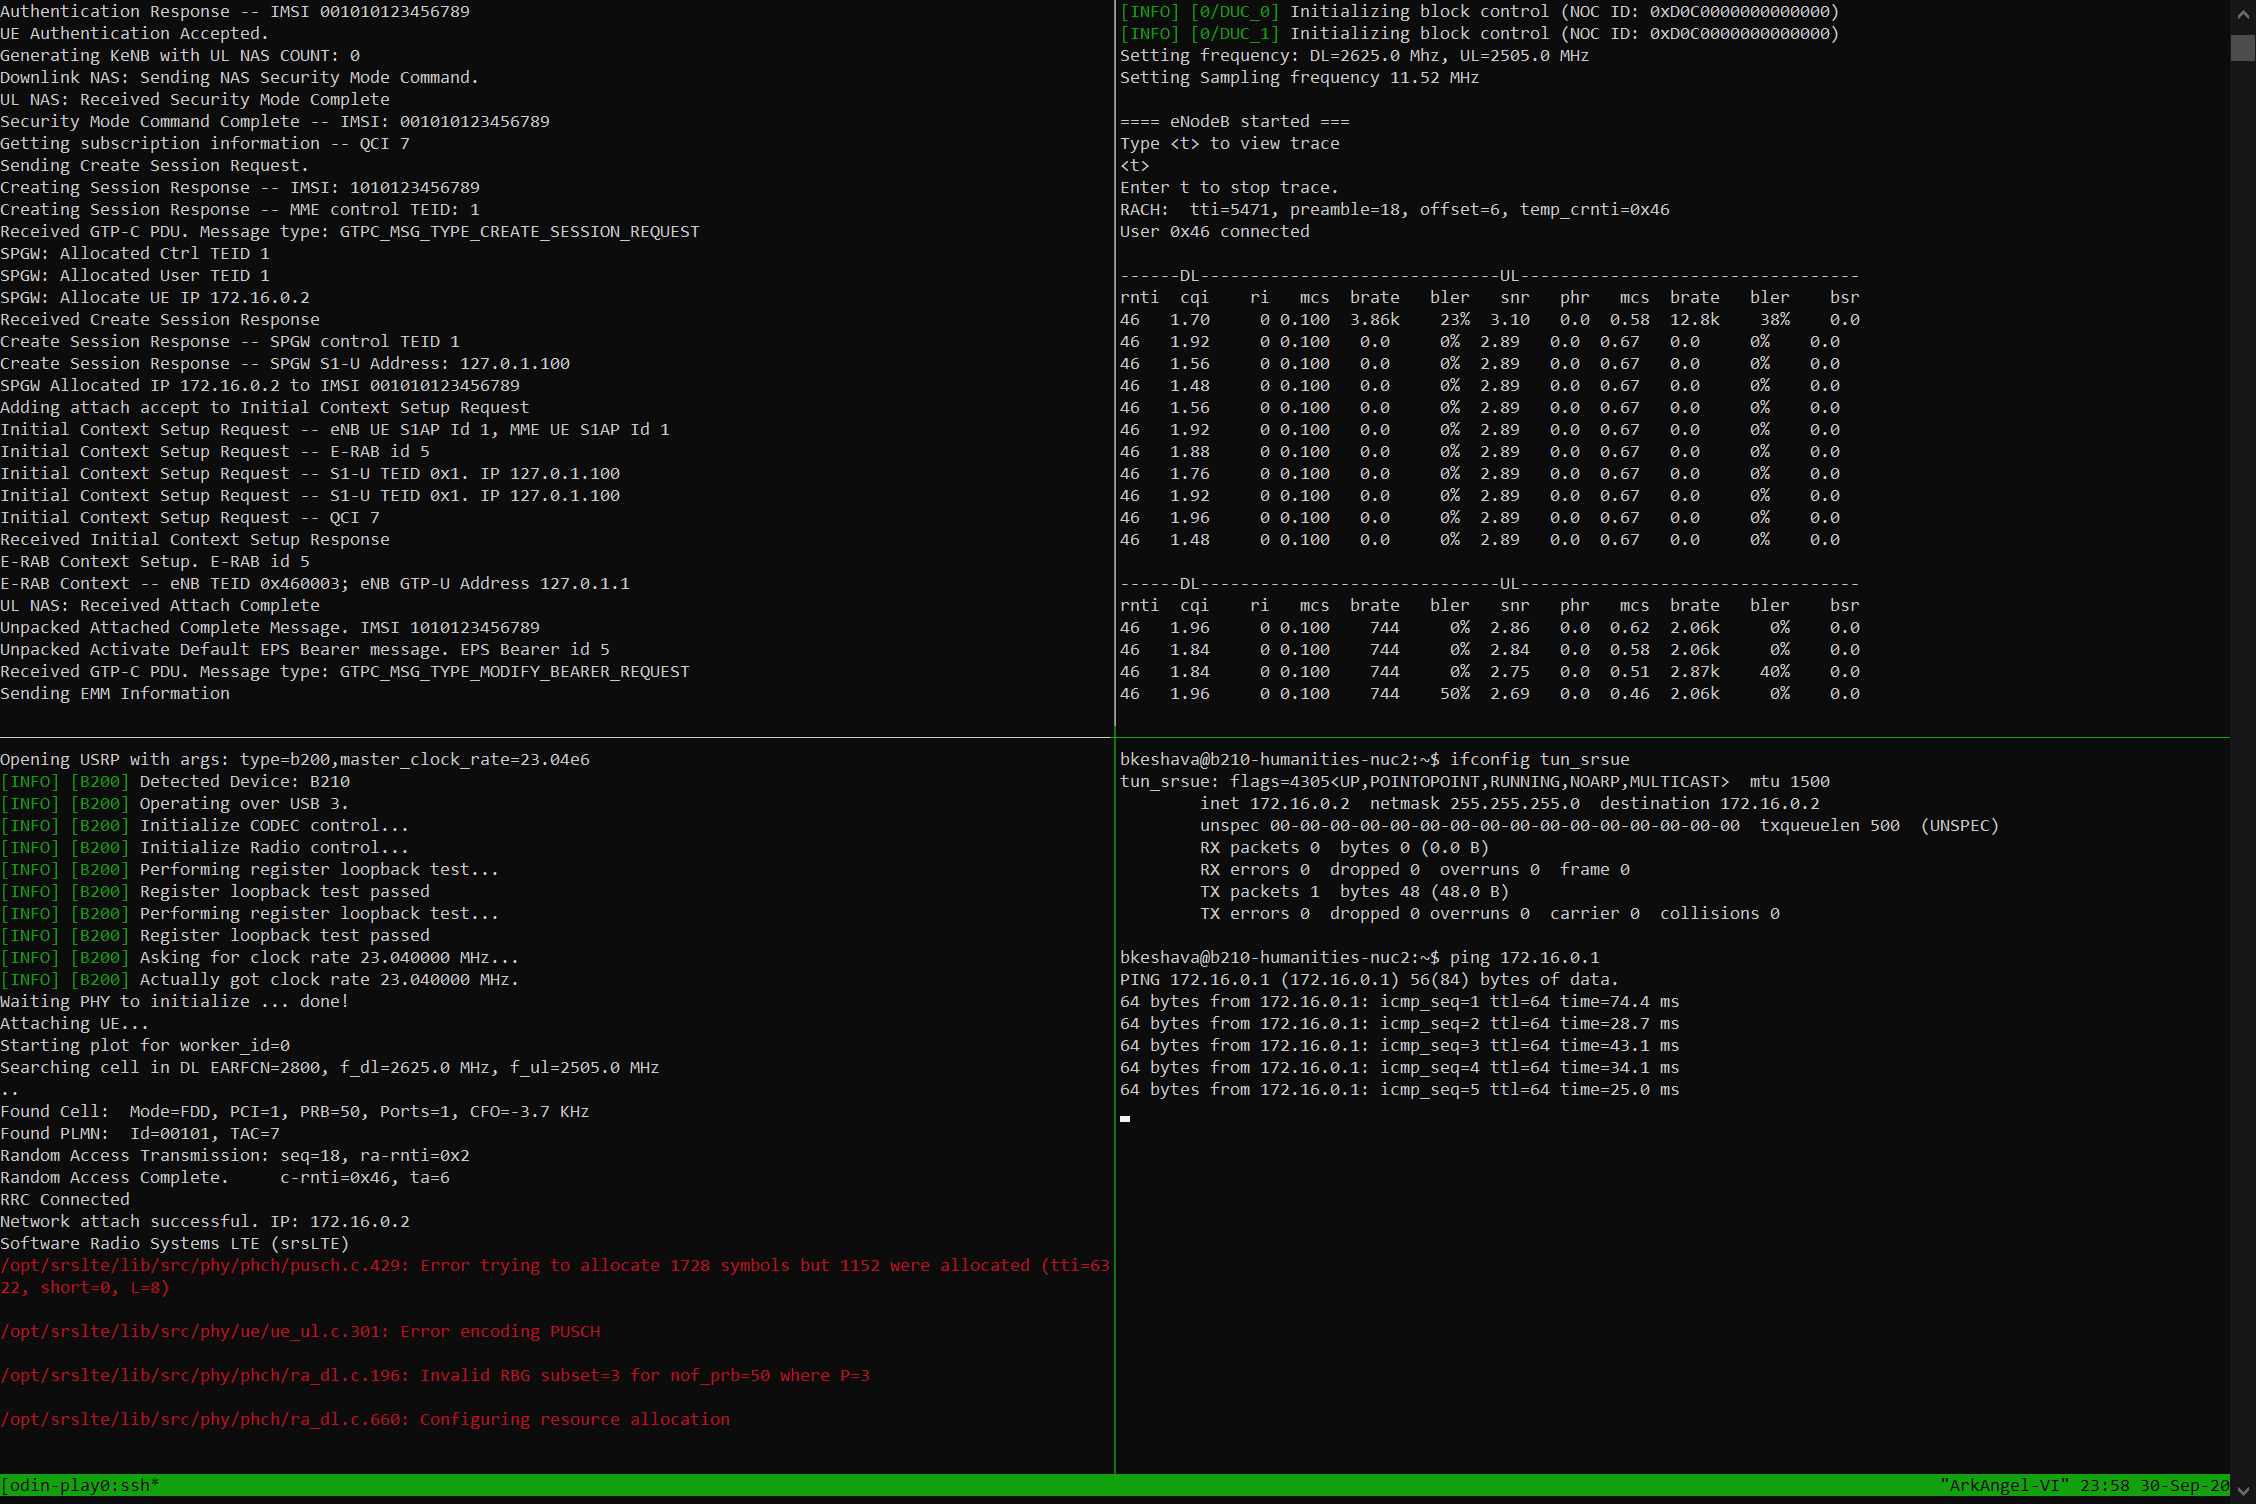 Authentication Response -- IMSI 001010123456789
UE Authentication Accepted.
Generating KeNB with UL NAS COUNT: 0
Downlink NAS: Sending NAS Security Mode Command.
UL NAS: Received Security Mode Complete
Security Mode Command Complete -- IMSI: 001010123456789
Getting subscription information -- QCI 7
Sending Create Session Request.
Creating Session Response -- IMSI: 1010123456789
Creating Session Response -- MME control TEID: 1
Received GTP-C PDU. Message type: GTPC_MSG_TYPE_CREATE_SESSION_REQUEST
SPGW: Allocated Ctrl TEID 1
SPGW: Allocated User TEID 1
SPGW: Allocate UE IP 172.16.0.2
Received Create Session Response
Create Session Response -- SPGW control TEID 1
Create Session Response -- SPGW S1-U Address: 127.0.1.100
SPGW Allocated IP 172.16.0.2 to IMSI 001010123456789
Adding attach accept to Initial Context Setup Request
Initial Context Setup Request -- eNB UE S1AP Id 1, MME UE S1AP Id 1
Initial Context Setup Request -- E-RAB id 5
Initial Context Setup Request -- S1-U TEID 0x1. IP 127.0.1.100
Initial Context Setup Request -- S1-U TEID 0x1. IP 127.0.1.100
Initial Context Setup Request -- QCI 7
Received Initial Context Setup Response
E-RAB Context Setup. E-RAB id 5
E-RAB Context -- eNB TEID 0x460003; eNB GTP-U Address 127.0.1.1
UL NAS: Received Attach Complete
Unpacked Attached Complete Message. IMSI 1010123456789
Unpacked Activate Default EPS Bearer message. EPS Bearer id 5
Received GTP-C PDU. Message type: GTPC_MSG_TYPE_MODIFY_BEARER_REQUEST
Sending EMM Information
[INFO] [0/DUC_0] Initializing block control (NOC ID: 0xD0C0000000000000)
[INFO] [0/DUC_1] Initializing block control (NOC ID: 0xD0C0000000000000)
Setting frequency: DL=2625.0 Mhz, UL=2505.0 MHz
Setting Sampling frequency 11.52 MHz
==== eNodeB started ===
Type <t> to view trace
<t>
Enter t to stop trace.
RACH:  tti=5471, preamble=18, offset=6, temp_crnti=0x46
User 0x46 connected
------DL------------------------------UL----------------------------------
rnti  cqi    ri   mcs  brate   bler   snr   phr   mcs  brate   bler    bsr
46   1.70     0 0.100  3.86k    23%  3.10   0.0  0.58  12.8k    38%    0.0
46   1.92     0 0.100   0.0     0%  2.89   0.0  0.67   0.0     0%    0.0
46   1.56     0 0.100   0.0     0%  2.89   0.0  0.67   0.0     0%    0.0
46   1.48     0 0.100   0.0     0%  2.89   0.0  0.67   0.0     0%    0.0
46   1.56     0 0.100   0.0     0%  2.89   0.0  0.67   0.0     0%    0.0
46   1.92     0 0.100   0.0     0%  2.89   0.0  0.67   0.0     0%    0.0
46   1.88     0 0.100   0.0     0%  2.89   0.0  0.67   0.0     0%    0.0
46   1.76     0 0.100   0.0     0%  2.89   0.0  0.67   0.0     0%    0.0
46   1.92     0 0.100   0.0     0%  2.89   0.0  0.67   0.0     0%    0.0
46   1.96     0 0.100   0.0     0%  2.89   0.0  0.67   0.0     0%    0.0
46   1.48     0 0.100   0.0     0%  2.89   0.0  0.67   0.0     0%    0.0
------DL------------------------------UL----------------------------------
rnti  cqi    ri   mcs  brate   bler   snr   phr   mcs  brate   bler    bsr
46   1.96     0 0.100    744     0%  2.86   0.0  0.62  2.06k     0%    0.0
46   1.84     0 0.100    744     0%  2.84   0.0  0.58  2.06k     0%    0.0
46   1.84     0 0.100    744     0%  2.75   0.0  0.51  2.87k    40%    0.0
46   1.96     0 0.100    744    50%  2.69   0.0  0.46  2.06k     0%    0.0
Opening USRP with args: type=b200,master_clock_rate=23.04e6
[INFO] [B200] Detected Device: B210
[INFO] [B200] Operating over USB 3.
[INFO] [B200] Initialize CODEC control...
[INFO] [B200] Initialize Radio control...
[INFO] [B200] Performing register loopback test...
[INFO] [B200] Register loopback test passed
[INFO] [B200] Performing register loopback test...
[INFO] [B200] Register loopback test passed
[INFO] [B200] Asking for clock rate 23.040000 MHz...
[INFO] [B200] Actually got clock rate 23.040000 MHz.
Waiting PHY to initialize ... done!
Attaching UE...
Starting plot for worker_id=0
Searching cell in DL EARFCN=2800, f_dl=2625.0 MHz, f_ul=2505.0 MHz
..
Found Cell:  Mode=FDD, PCI=1, PRB=50, Ports=1, CFO=-3.7 KHz
Found PLMN:  Id=00101, TAC=7
Random Access Transmission: seq=18, ra-rnti=0x2
Random Access Complete.     c-rnti=0x46, ta=6
RRC Connected
Network attach successful. IP: 172.16.0.2
Software Radio Systems LTE (srsLTE)
/opt/srslte/lib/src/phy/phch/pusch.c.429: Error trying to allocate 1728 symbols but 1152 were allocated (tti=63
22, short=0, L=8)
/opt/srslte/lib/src/phy/ue/ue_ul.c.301: Error encoding PUSCH
/opt/srslte/lib/src/phy/phch/ra_dl.c.196: Invalid RBG subset=3 for nof_prb=50 where P=3
/opt/srslte/lib/src/phy/phch/ra_dl.c.660: Configuring resource allocation
bkeshava@b210-humanities-nuc2:~$ ifconfig tun_srsue
tun_srsue: flags=4305<UP,POINTOPOINT,RUNNING,NOARP,MULTICAST>  mtu 1500
inet 172.16.0.2  netmask 255.255.255.0  destination 172.16.0.2
unspec 00-00-00-00-00-00-00-00-00-00-00-00-00-00-00-00  txqueuelen 500  (UNSPEC)
RX packets 0  bytes 0 (0.0 B)
RX errors 0  dropped 0  overruns 0  frame 0
TX packets 1  bytes 48 (48.0 B)
TX errors 0  dropped 0 overruns 0  carrier 0  collisions 0
bkeshava@b210-humanities-nuc2:~$ ping 172.16.0.1
PING 172.16.0.1 (172.16.0.1) 56(84) bytes of data.
64 bytes from 172.16.0.1: icmp_seq=1 ttl=64 time=74.4 ms
64 bytes from 172.16.0.1: icmp_seq=2 ttl=64 time=28.7 ms
64 bytes from 172.16.0.1: icmp_seq=3 ttl=64 time=43.1 ms
64 bytes from 172.16.0.1: icmp_seq=4 ttl=64 time=34.1 ms
64 bytes from 172.16.0.1: icmp_seq=5 ttl=64 time=25.0 ms
[odin-play0:ssh*
"ArkAngel-VI" 23:58 30-Sep-20